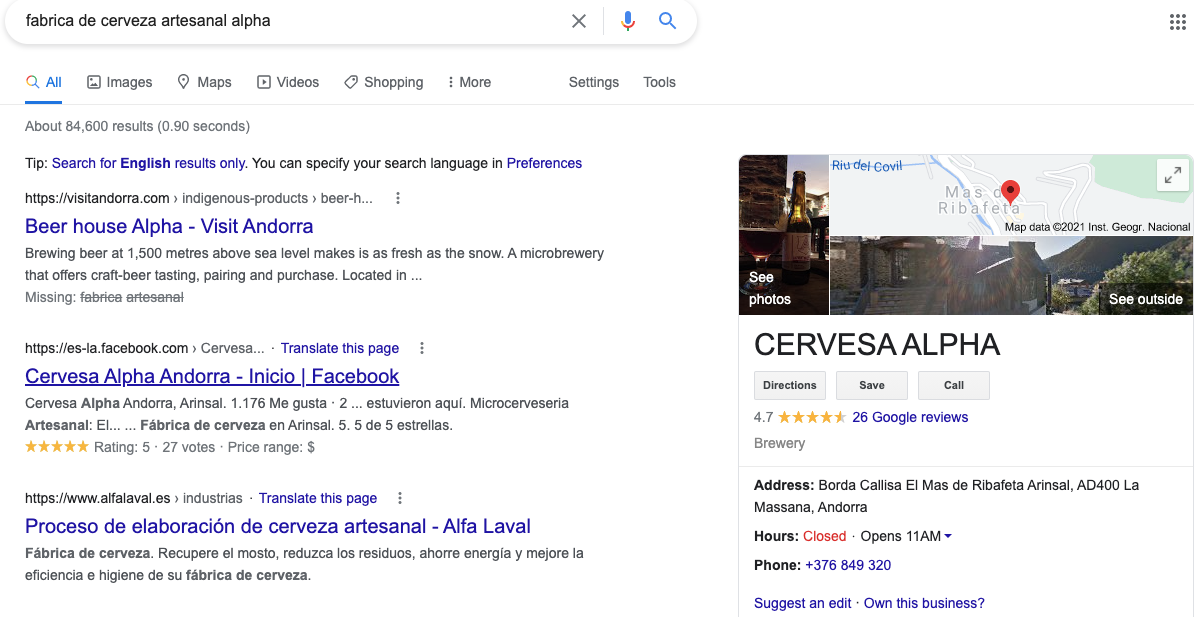 fabrica de cerveza artesanal alpha
All Images Maps Videos Shopping More Settings Tools
About 84,600 results (0.90 seconds)
Tip: Search for English results only. You can specify your search language in Preferences
https://visitandorra.com › indigenous-products › beer-h...
Beer house Alpha - Visit Andorra
Brewing beer at 1,500 metres above sea level makes is as fresh as the snow. A microbrewery
that offers craft-beer tasting, pairing and purchase. Located in ...
Missing: fabrica artesanal
https://es-la.facebook.com › Cervesa... · Translate this page
Cervesa Alpha Andorra - Inicio | Facebook
Cervesa Alpha Andorra, Arinsal. 1.176 Me gusta · 2 ... estuvieron aquí. Microcerveseria
Artesanal: El... ... Fábrica de cerveza en Arinsal. 5. 5 de 5 estrellas.
Rating: 5 · 27 votes · Price range: $
https://www.alfalaval.es › industrias · Translate this page
Proceso de elaboración de cerveza artesanal - Alfa Laval
Fábrica de cerveza. Recupere el mosto, reduzca los residuos, ahorre energía y mejore la
eficiencia e higiene de su fábrica de cerveza.
Riu del Covil
Mas de
Ribafeta
Map data ©2021 Inst. Geogr. Nacional
See
photos
See outside
CERVESA ALPHA
Directions Save Call
4.7 26 Google reviews
Brewery
Address: Borda Callisa El Mas de Ribafeta Arinsal, AD400 La
Massana, Andorra
Hours: Closed · Opens 11AM
Phone: +376 849 320
Suggest an edit · Own this business?